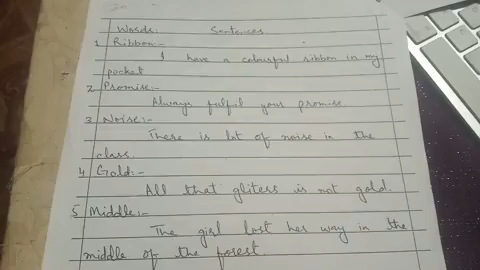 Words: Sentences
1 Ribbon:-
I have a colourful ribbon in my
pocket
2 Promise:-
Always fulfil your promise
3 Noise:-
There is lot of noise in the
class.
4 Gold:-
All that gliters is not gold.
5 Middle:-
The girl lost her way in the
middle of the forest.